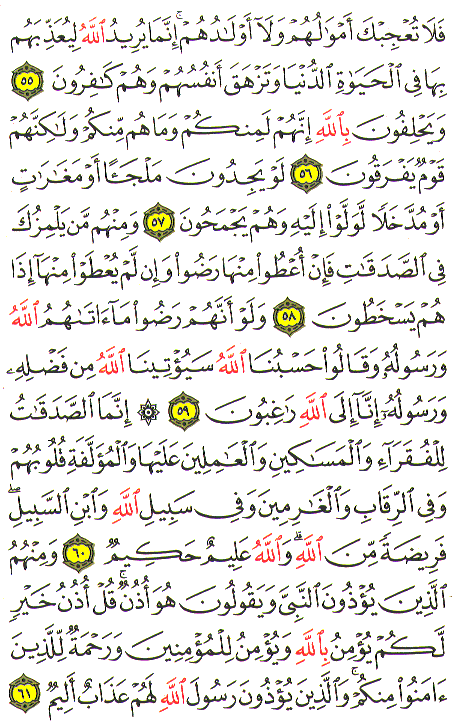 فَلَا تُعْجِبْكَ أَمْوَٰلُهُمْ وَلَآ أَوْلَٰدُهُمْ ۚ إِنَّمَا يُرِيدُ ٱللَّهُ لِيُعَذِّبَهُم
بِهَا فِى ٱلْحَيَوٰةِ ٱلدُّنْيَا وَتَزْهَقَ أَنفُسُهُمْ وَهُمْ كَٰفِرُونَ ٥٥
وَيَحْلِفُونَ بِٱللَّهِ إِنَّهُمْ لَمِنكُمْ وَمَا هُم مِّنكُمْ وَلَٰكِنَّهُمْ
قَوْمٌ يَفْرَقُونَ ٥٦ لَوْ يَجِدُونَ مَلْجَـًٔا أَوْ مَغَٰرَٰتٍ
أَوْ مُدَّخَلًا لَّوَلَّوْا۟ إِلَيْهِ وَهُمْ يَجْمَحُونَ ٥٧ وَمِنْهُم مَّن يَلْمِزُكَ
فِى ٱلصَّدَقَٰتِ فَإِنْ أُعْطُوا۟ مِنْهَا رَضُوا۟ وَإِن لَّمْ يُعْطَوْا۟ مِنْهَآ إِذَا
هُمْ يَسْخَطُونَ ٥٨ وَلَوْ أَنَّهُمْ رَضُوا۟ مَآ ءَاتَىٰهُمُ ٱللَّهُ
وَرَسُولُهُۥ وَقَالُوا۟ حَسْبُنَا ٱللَّهُ سَيُؤْتِينَا ٱللَّهُ مِن فَضْلِهِۦ
وَرَسُولُهُۥٓ إِنَّآ إِلَى ٱللَّهِ رَٰغِبُونَ ٥٩ ۞ إِنَّمَا ٱلصَّدَقَٰتُ
لِلْفُقَرَآءِ وَٱلْمَسَٰكِينِ وَٱلْعَٰمِلِينَ عَلَيْهَا وَٱلْمُؤَلَّفَةِ قُلُوبُهُمْ
وَفِى ٱلرِّقَابِ وَٱلْغَٰرِمِينَ وَفِى سَبِيلِ ٱللَّهِ وَٱبْنِ ٱلسَّبِيلِ ۖ
فَرِيضَةً مِّنَ ٱللَّهِ ۗ وَٱللَّهُ عَلِيمٌ حَكِيمٌ ٦٠ وَمِنْهُمُ
ٱلَّذِينَ يُؤْذُونَ ٱلنَّبِىَّ وَيَقُولُونَ هُوَ أُذُنٌ ۚ قُلْ أُذُنُ خَيْرٍ
لَّكُمْ يُؤْمِنُ بِٱللَّهِ وَيُؤْمِنُ لِلْمُؤْمِنِينَ وَرَحْمَةٌ لِّلَّذِينَ
ءَامَنُوا۟ مِنكُمْ ۚ وَٱلَّذِينَ يُؤْذُونَ رَسُولَ ٱللَّهِ لَهُمْ عَذَابٌ أَلِيمٌ ٦١